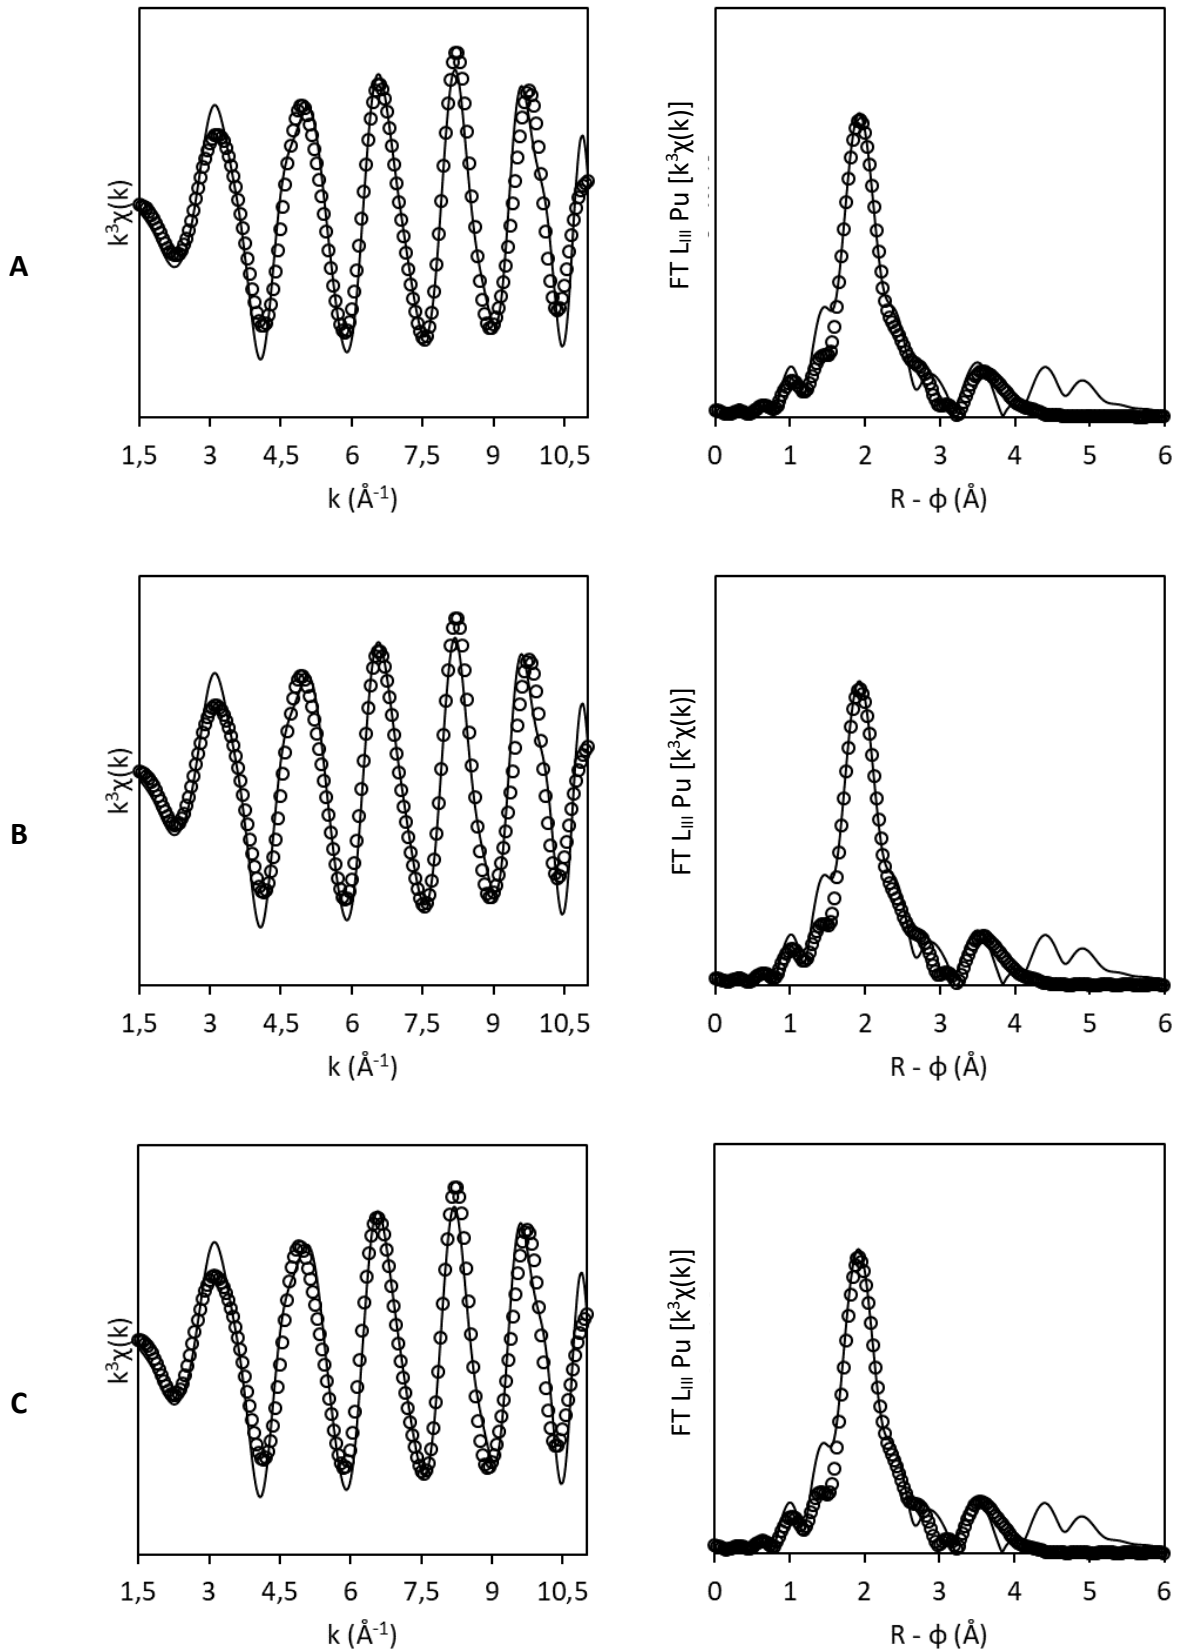 A
k³χ(k)
1,5 3 4,5 6 7,5 9 10,5
k (Å⁻¹)
FT L_III Pu [k³χ(k)]
0 1 2 3 4 5 6
R - ϕ (Å)
B
k³χ(k)
1,5 3 4,5 6 7,5 9 10,5
k (Å⁻¹)
FT L_III Pu [k³χ(k)]
0 1 2 3 4 5 6
R - ϕ (Å)
C
k³χ(k)
1,5 3 4,5 6 7,5 9 10,5
k (Å⁻¹)
FT L_III Pu [k³χ(k)]
0 1 2 3 4 5 6
R - ϕ (Å)